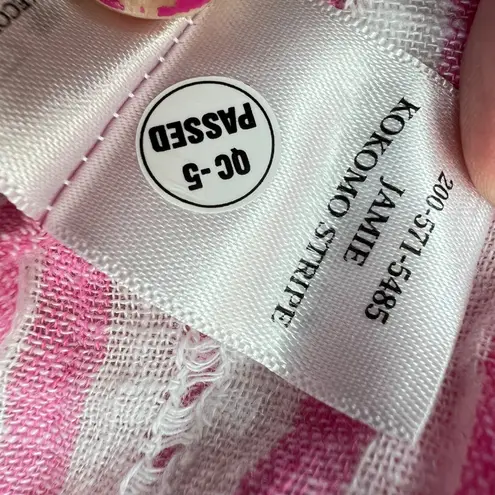 QC-5
PASSED
200-571-5485
JAMIE
KOKOMO STRIPE